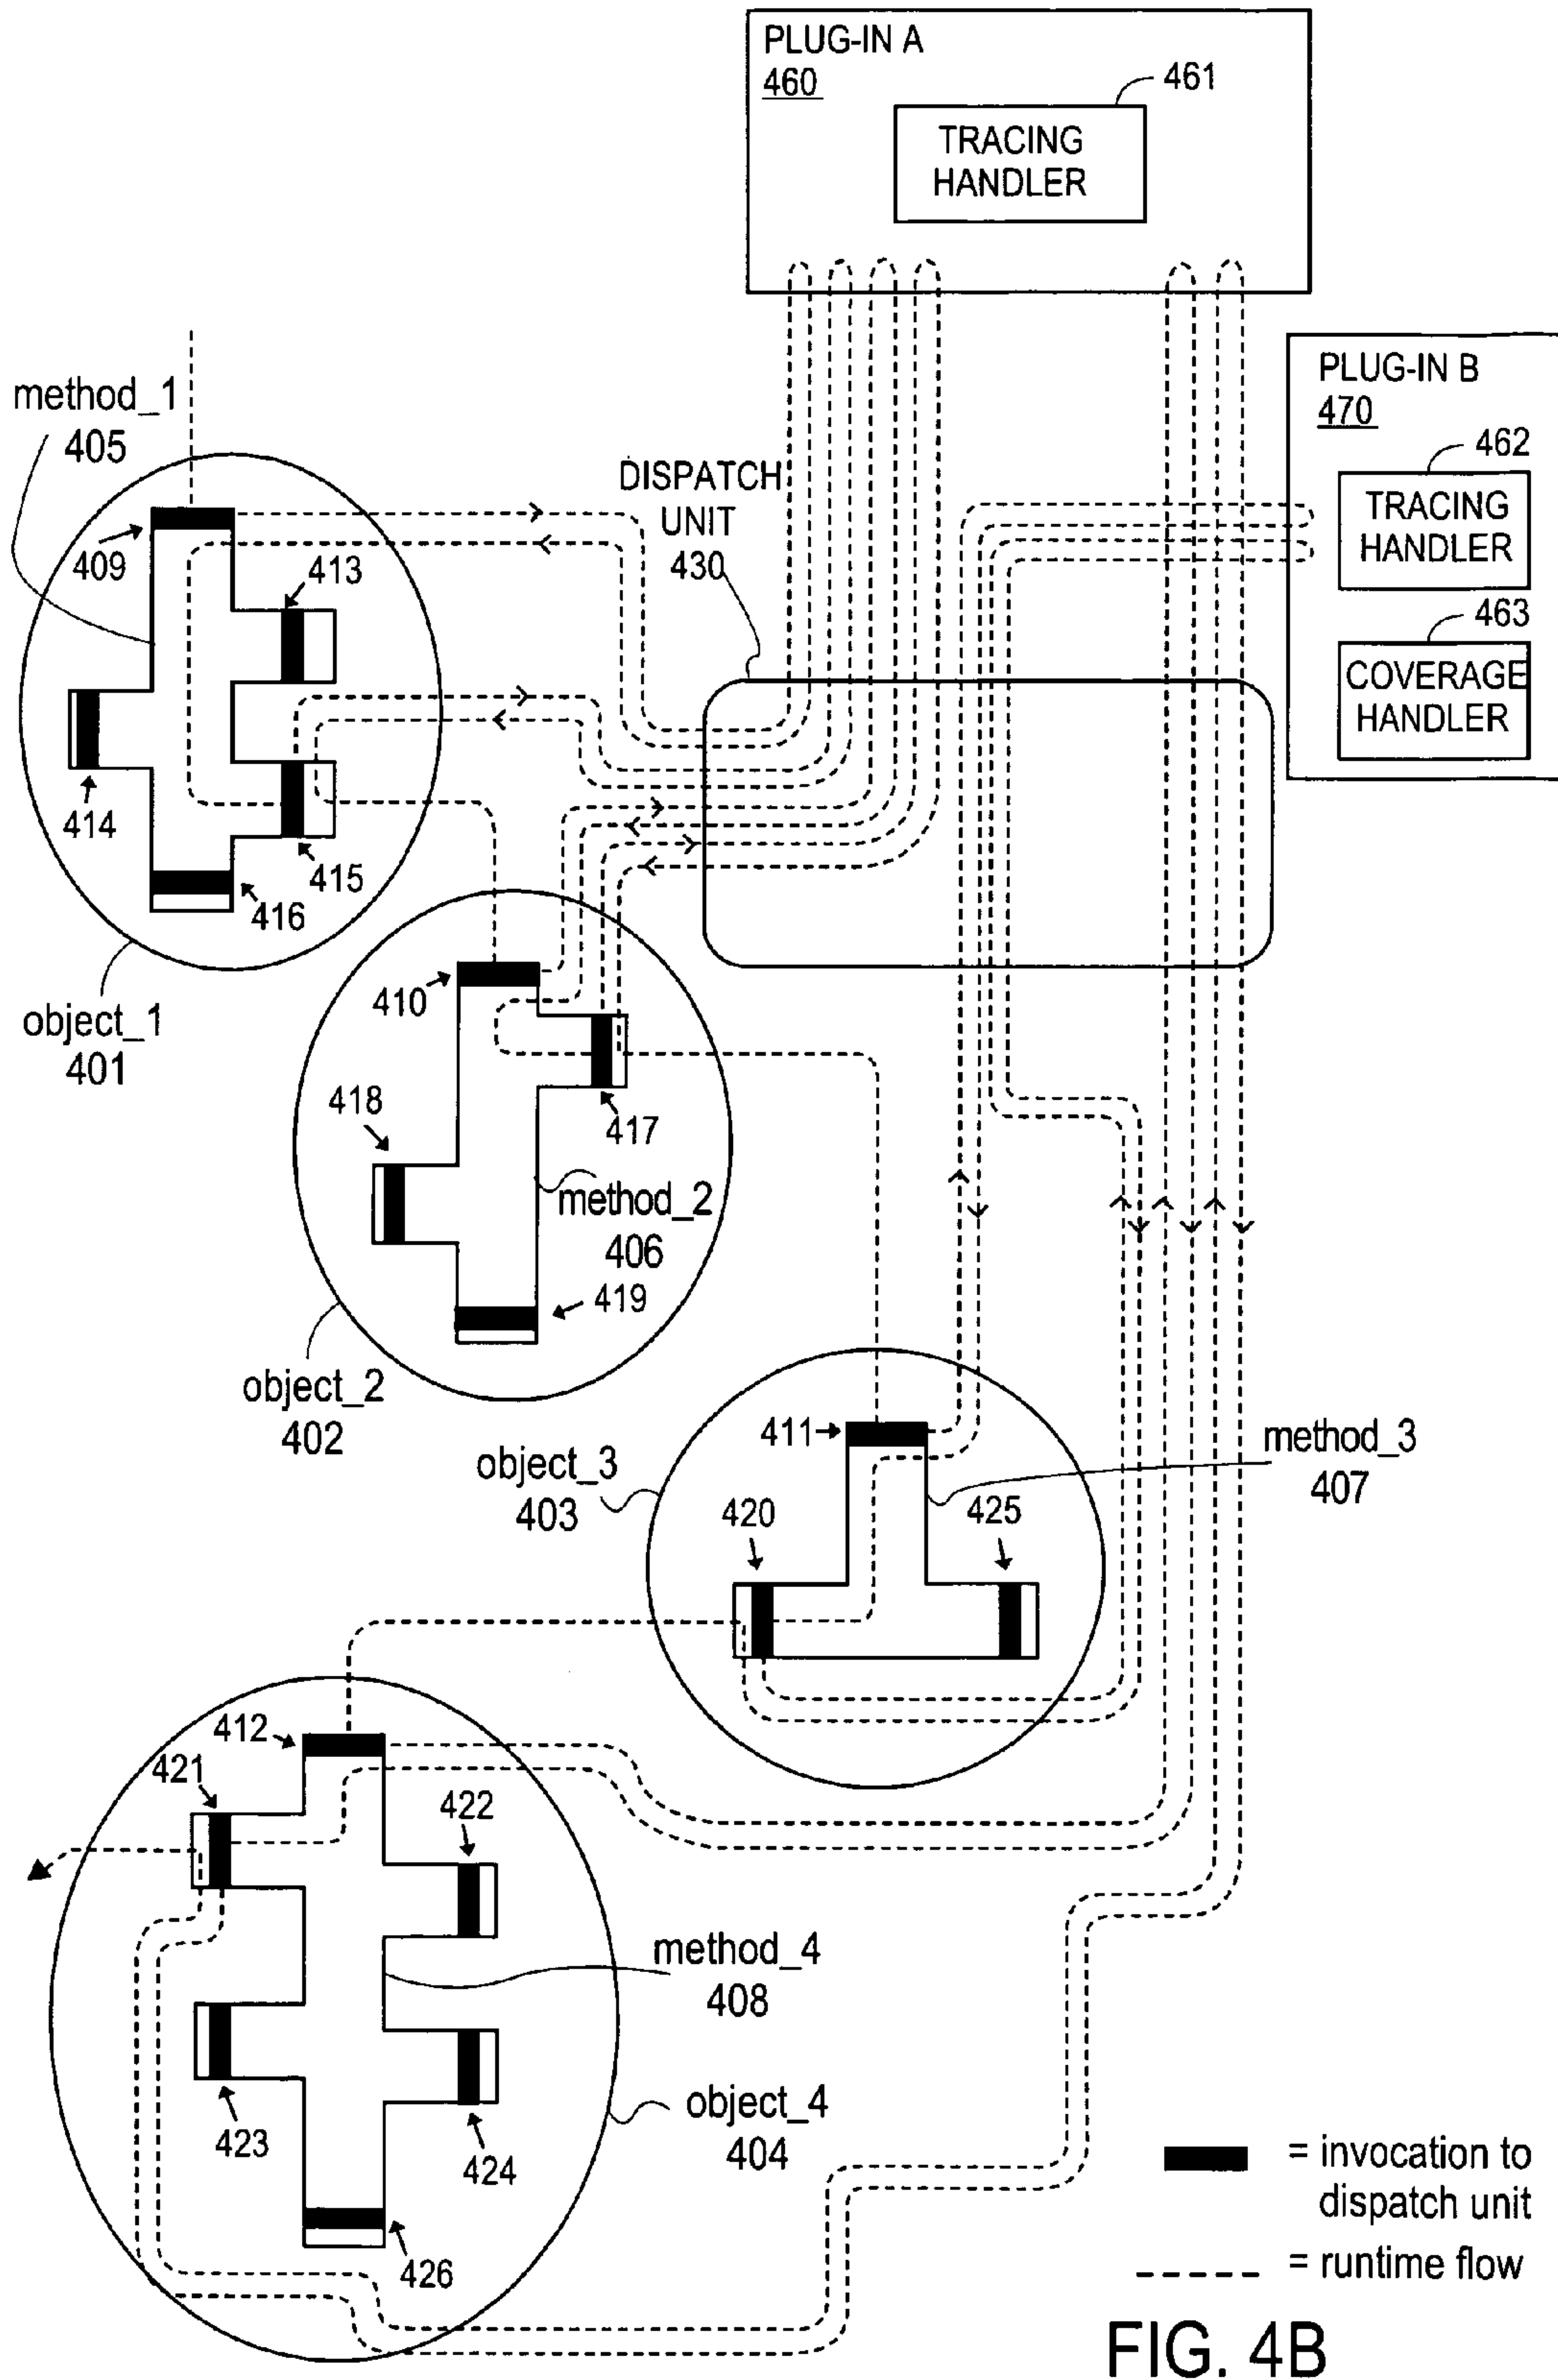 PLUG-IN A
460
461
TRACING
HANDLER
PLUG-IN B
470
462
TRACING
HANDLER
463
COVERAGE
HANDLER
method_1
405
DISPATCH
UNIT
430
409
413
414
415
416
object_1
401
410
417
418
method_2
406
419
object_2
402
411
method_3
407
object_3
403
420
425
412
421
422
method_4
408
423
424
object_4
404
426
= invocation to
dispatch unit
= runtime flow
FIG. 4B